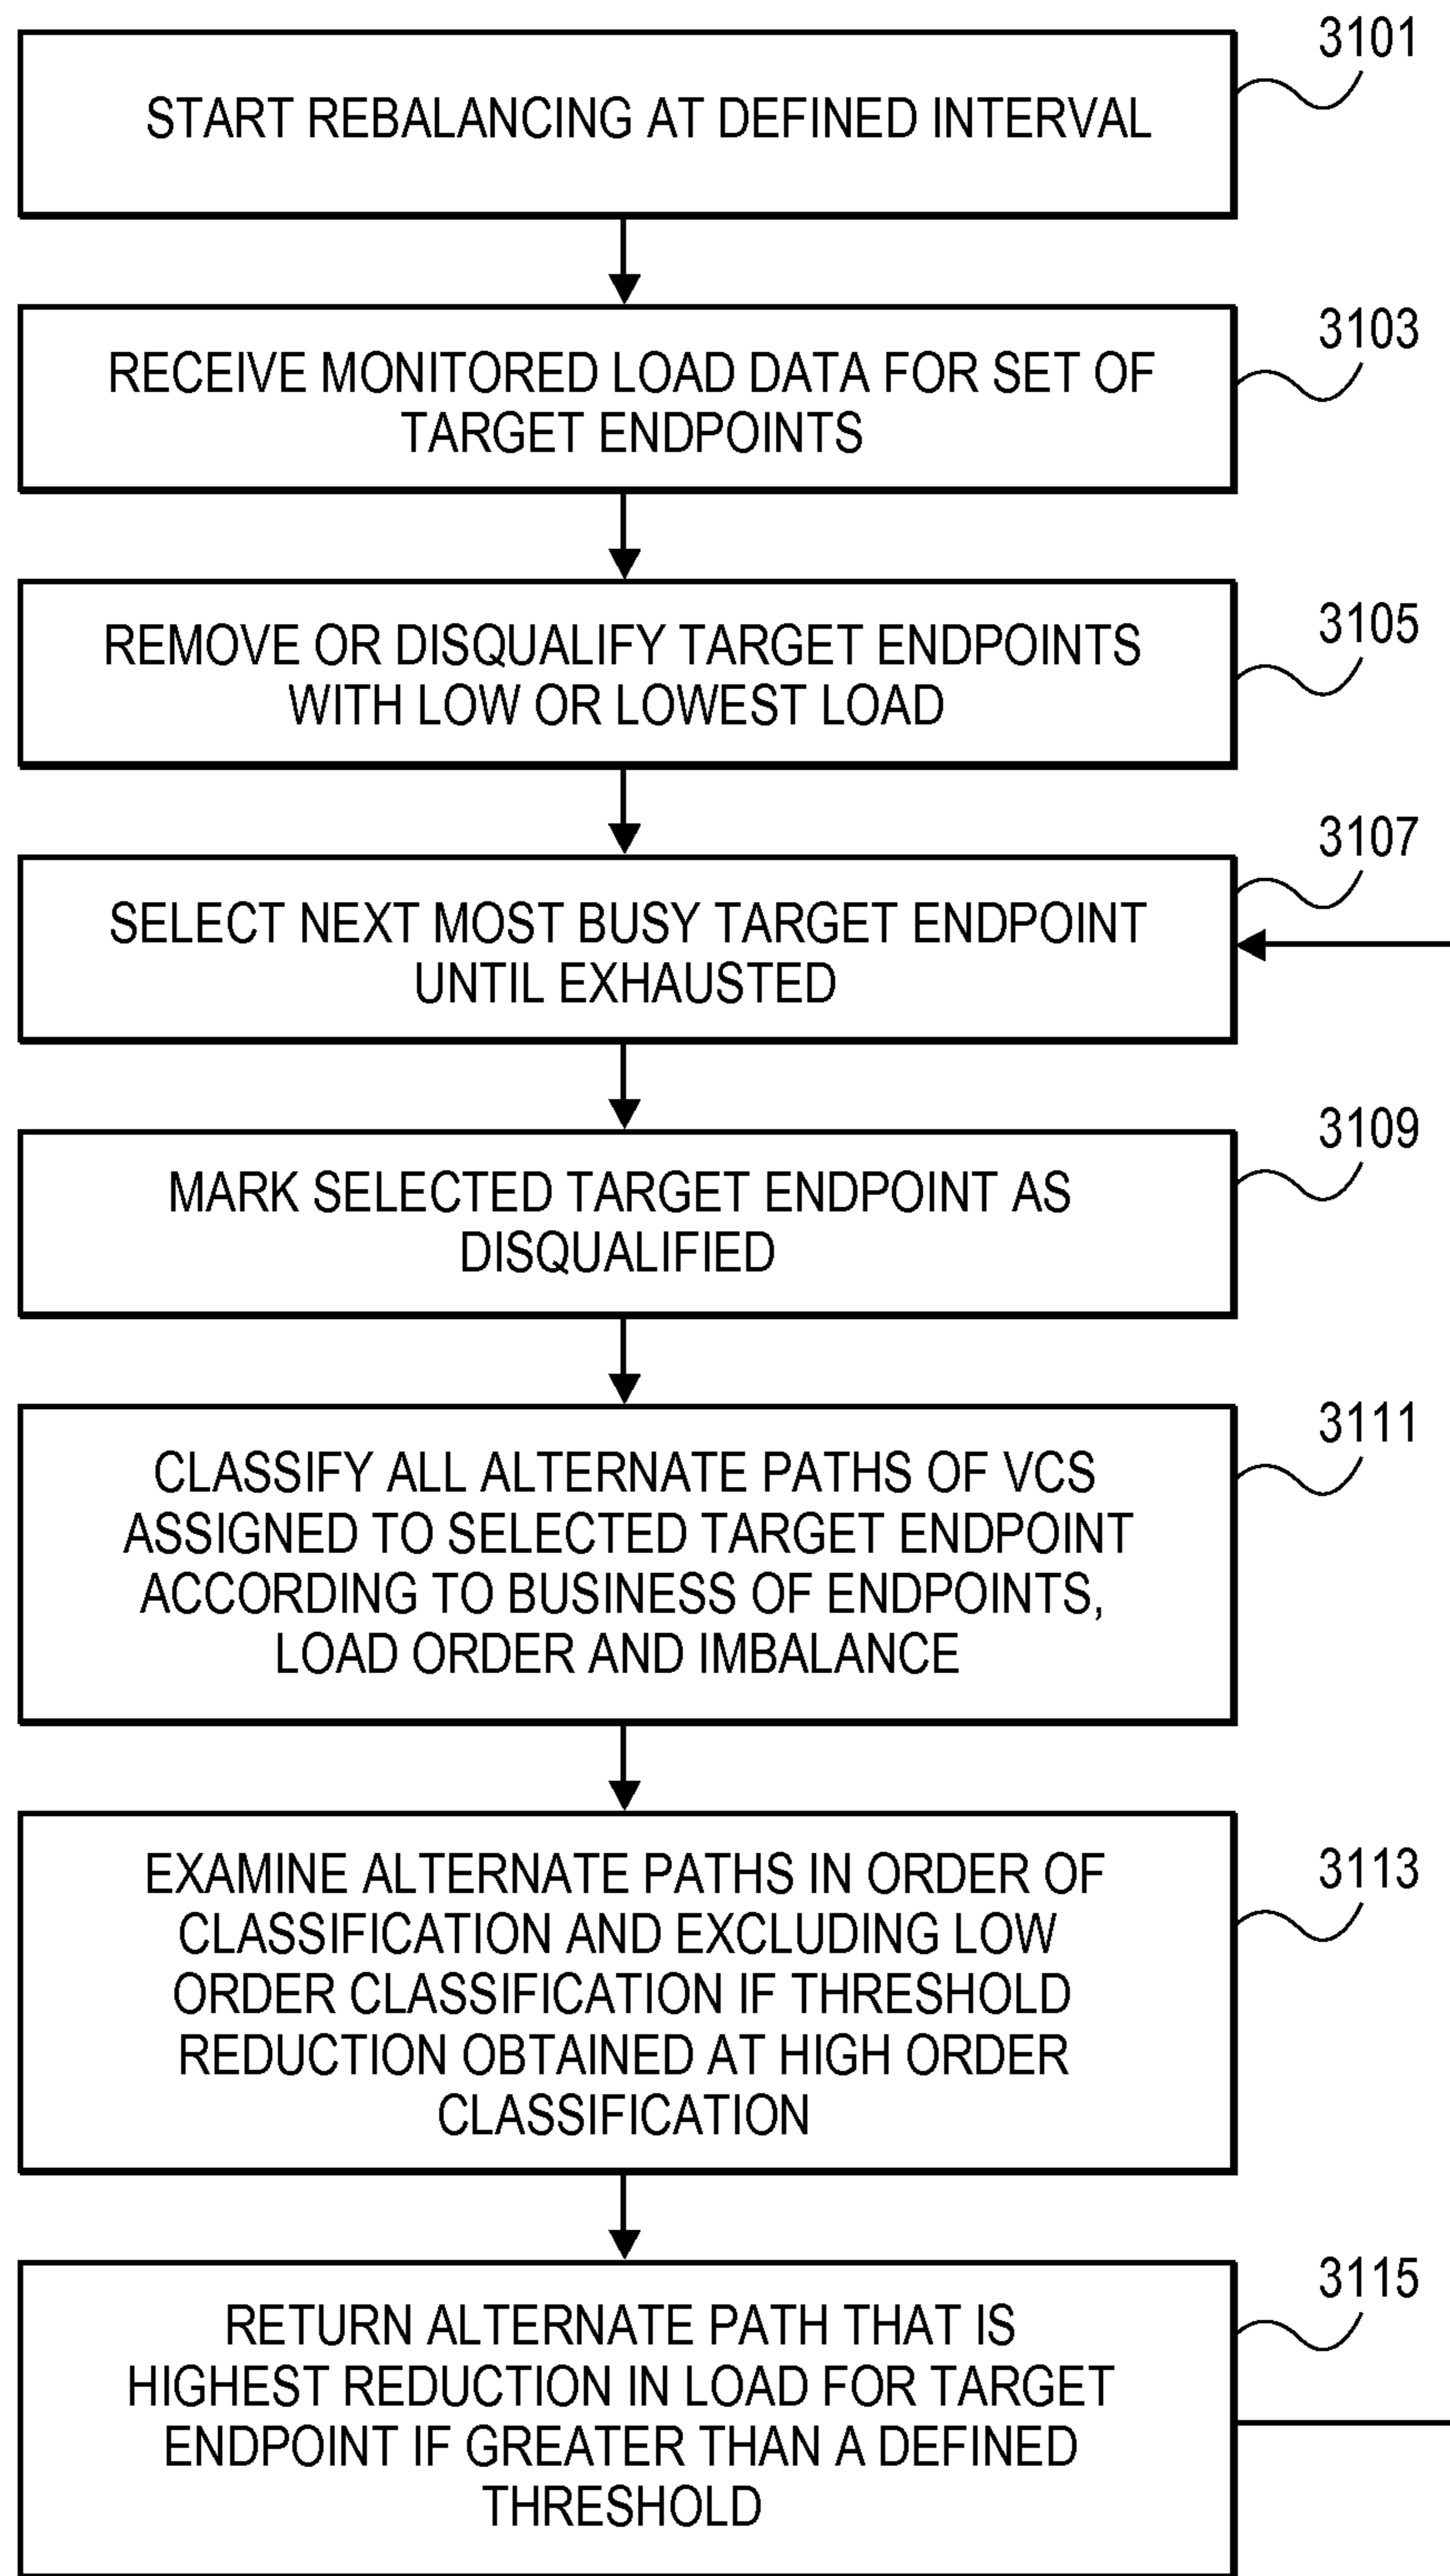 3101
START REBALANCING AT DEFINED INTERVAL
3103
RECEIVE MONITORED LOAD DATA FOR SET OF
TARGET ENDPOINTS
3105
REMOVE OR DISQUALIFY TARGET ENDPOINTS
WITH LOW OR LOWEST LOAD
3107
SELECT NEXT MOST BUSY TARGET ENDPOINT
UNTIL EXHAUSTED
3109
MARK SELECTED TARGET ENDPOINT AS
DISQUALIFIED
3111
CLASSIFY ALL ALTERNATE PATHS OF VCS
ASSIGNED TO SELECTED TARGET ENDPOINT
ACCORDING TO BUSINESS OF ENDPOINTS,
LOAD ORDER AND IMBALANCE
3113
EXAMINE ALTERNATE PATHS IN ORDER OF
CLASSIFICATION AND EXCLUDING LOW
ORDER CLASSIFICATION IF THRESHOLD
REDUCTION OBTAINED AT HIGH ORDER
CLASSIFICATION
3115
RETURN ALTERNATE PATH THAT IS
HIGHEST REDUCTION IN LOAD FOR TARGET
ENDPOINT IF GREATER THAN A DEFINED
THRESHOLD